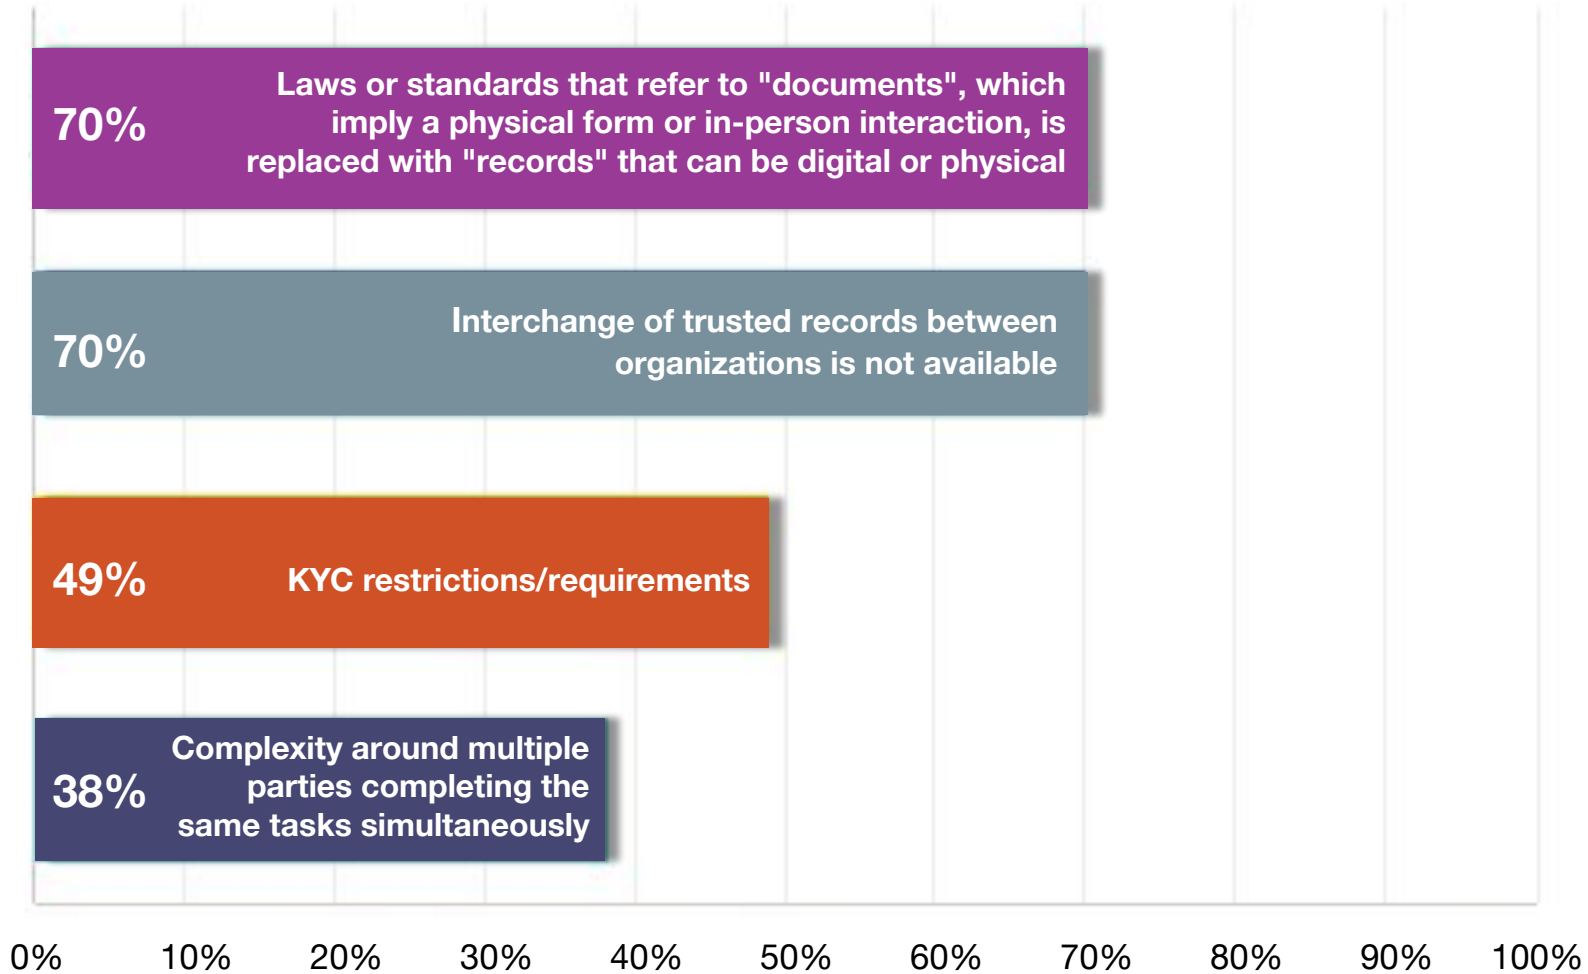 70%
Laws or standards that refer to "documents", which
imply a physical form or in-person interaction, is
replaced with "records" that can be digital or physical
70%
Interchange of trusted records between
organizations is not available
49%
KYC restrictions/requirements
38%
Complexity around multiple
parties completing the
same tasks simultaneously
0% 10% 20% 30% 40% 50% 60% 70% 80% 90% 100%